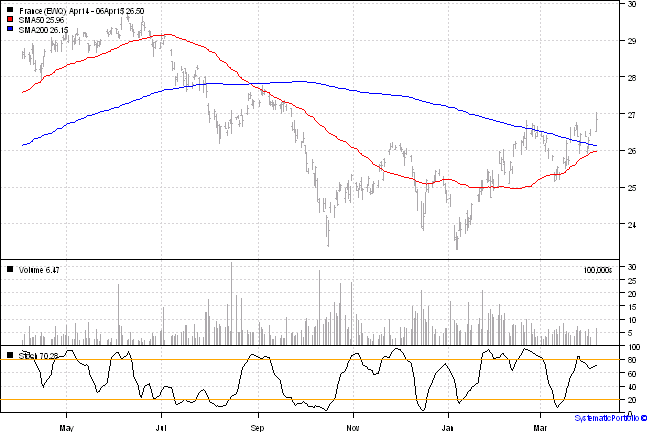 France (EWQ) Apr14 - 06Apr15 26.50
SMA50 25.96
SMA200 26.15
30
29
28
27
26
25
24
Volume 6.47
100,000s
30
25
20
15
10
5
Stoch 70.28
100
80
60
40
20
0
May
Jul
Sep
Nov
Jan
Mar
SystematicPortfolio ©